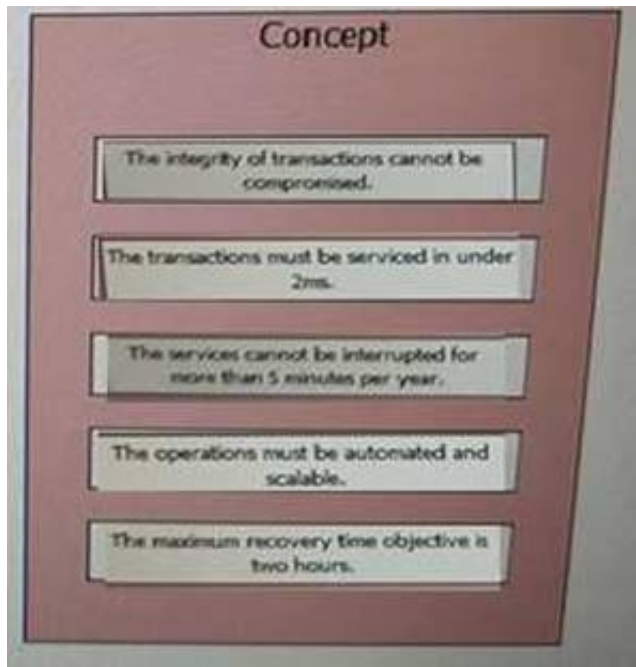 Concept
The integrity of transactions cannot be
compromised.
The transactions must be serviced in under
2ms.
The services cannot be interrupted for
more than 5 minutes per year.
The operations must be automated and
scalable.
The maximum recovery time objective is
two hours.